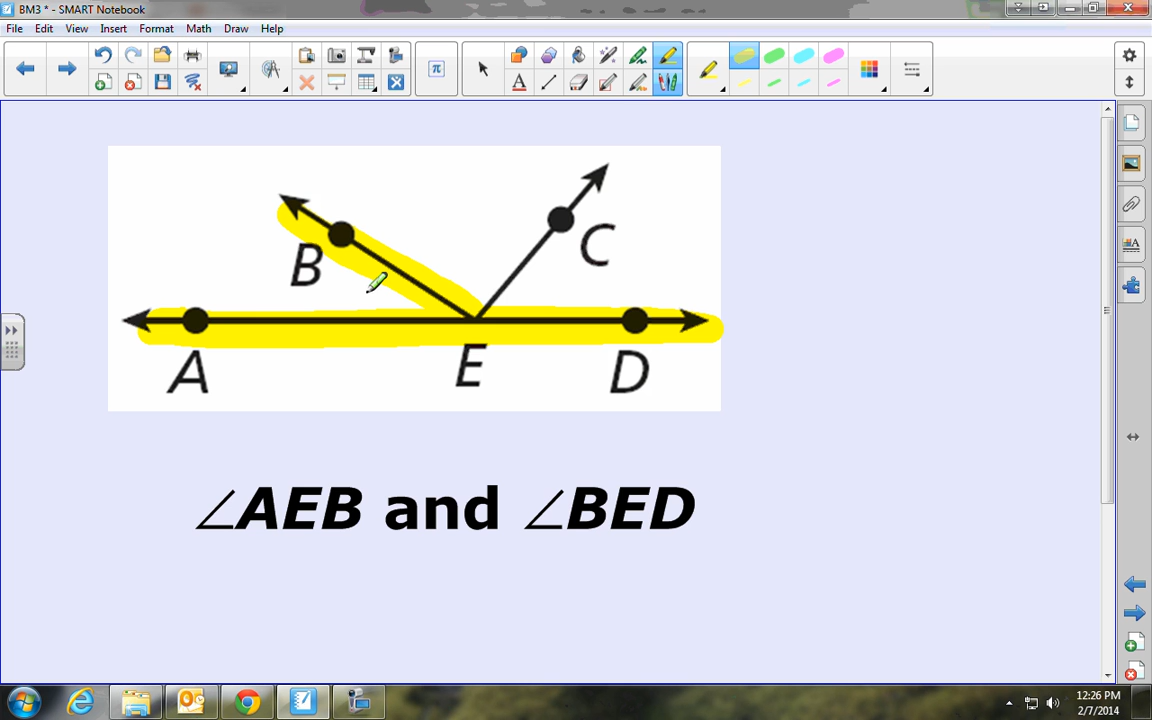 BM3 * - SMART Notebook
File Edit View Insert Format Math Draw Help
π
A
B
C
A
E
D
∠AEB and ∠BED
12:26 PM
2/7/2014